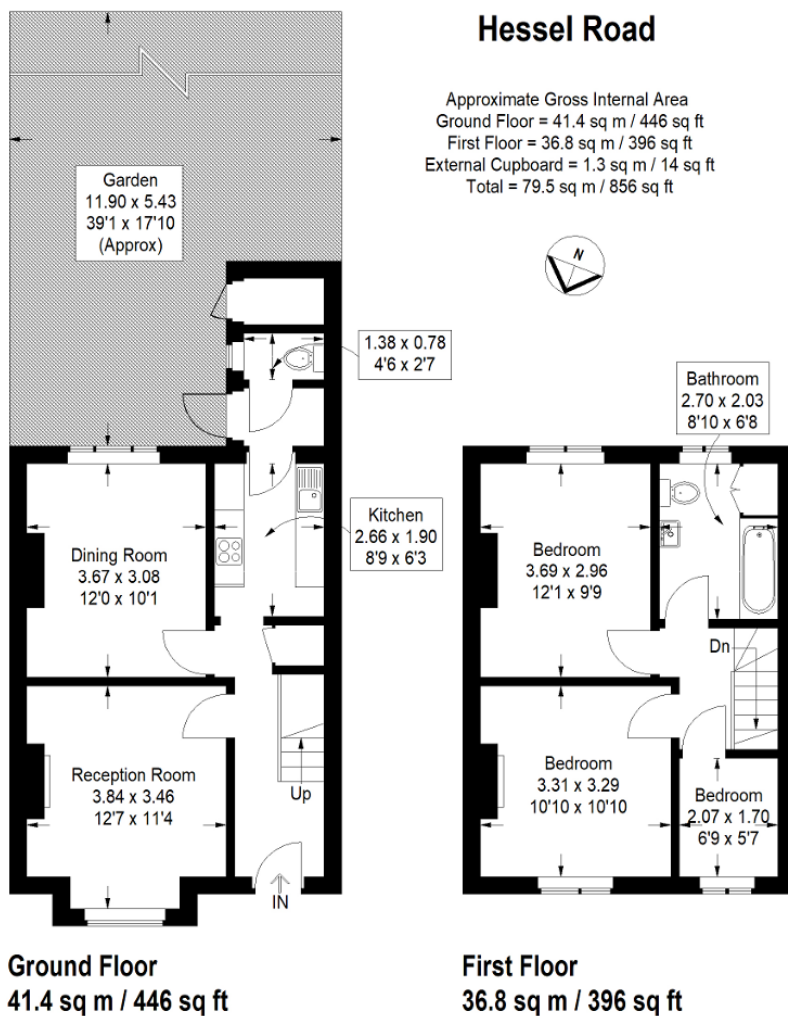 Hessel Road
Approximate Gross Internal Area
Ground Floor = 41.4 sq m / 446 sq ft
First Floor = 36.8 sq m / 396 sq ft
External Cupboard = 1.3 sq m / 14 sq ft
Total = 79.5 sq m / 856 sq ft
N
Garden
11.90 x 5.43
39'1 x 17'10
(Approx)
1.38 x 0.78
4'6 x 2'7
Kitchen
2.66 x 1.90
8'9 x 6'3
Dining Room
3.67 x 3.08
12'0 x 10'1
Reception Room
3.84 x 3.46
12'7 x 11'4
Up
IN
Bathroom
2.70 x 2.03
8'10 x 6'8
Bedroom
3.69 x 2.96
12'1 x 9'9
Dn
Bedroom
3.31 x 3.29
10'10 x 10'10
Bedroom
2.07 x 1.70
6'9 x 5'7
Ground Floor
41.4 sq m / 446 sq ft
First Floor
36.8 sq m / 396 sq ft